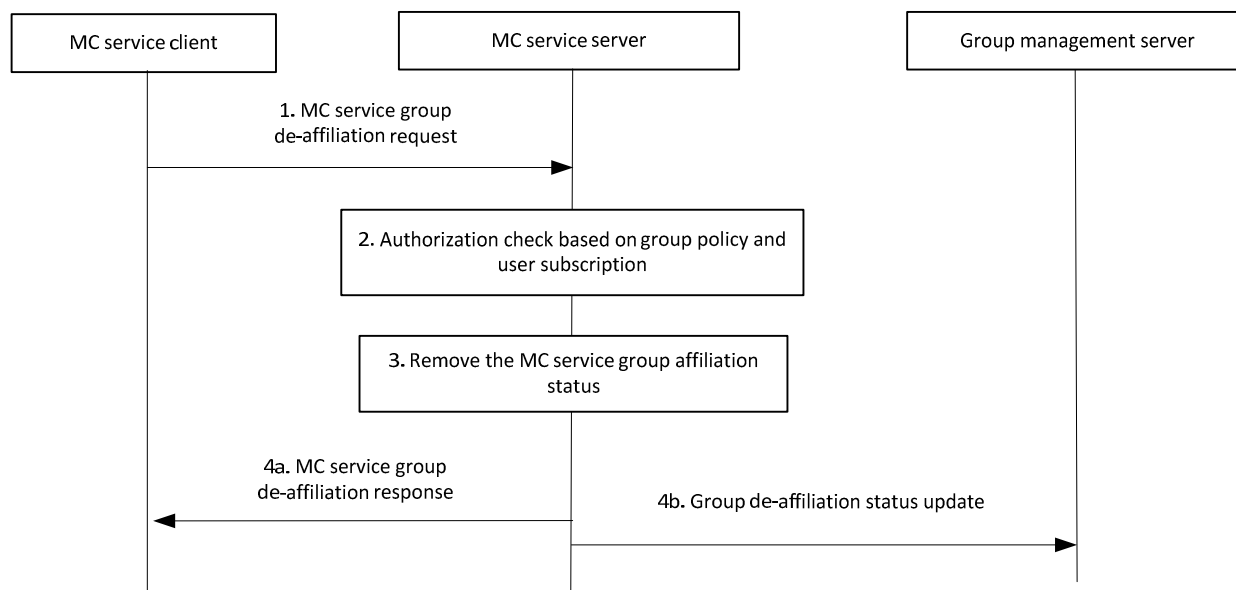 MC service client
MC service server
Group management server
1. MC service group
de-affiliation request
2. Authorization check based on group policy and
user subscription
3. Remove the MC service group affiliation
status
4a. MC service group
de-affiliation response
4b. Group de-affiliation status update